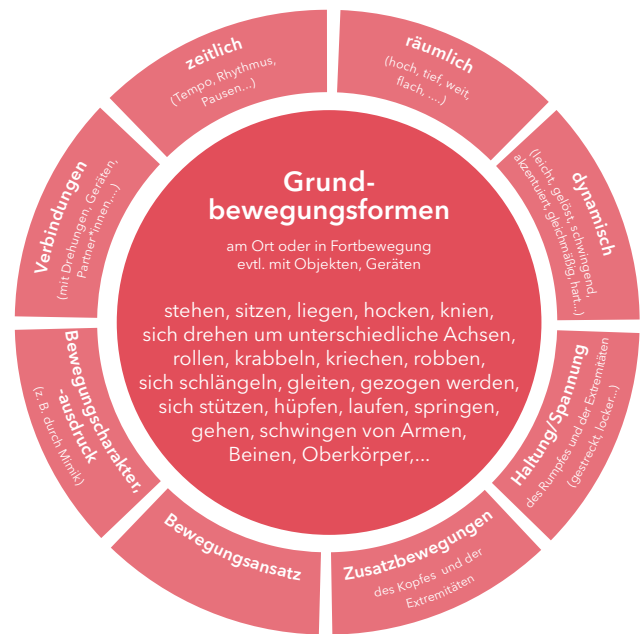 zeitlich
(Tempo, Rhythmus,
Pausen...)
räumlich
(hoch, tief, weit,
flach, ....)
dynamisch
(leicht, gelöst, schwingend,
akzentuiert, gleichmäßig, hart...)
Haltung/Spannung
des Rumpfes und der Extremitäten
(gestreckt, locker...)
Zusatzbewegungen
des Kopfes und der
Extremitäten
Bewegungsansatz
Bewegungscharakter,
-ausdruck
(z. B. durch Mimik)
Verbindungen
(mit Drehungen, Geräten,
Partner*innen,...)
Grund-
bewegungsformen
am Ort oder in Fortbewegung
evtl. mit Objekten, Geräten
stehen, sitzen, liegen, hocken, knien,
sich drehen um unterschiedliche Achsen,
rollen, krabbeln, kriechen, robben,
sich schlängeln, gleiten, gezogen werden,
sich stützen, hüpfen, laufen, springen,
gehen, schwingen von Armen,
Beinen, Oberkörper,...